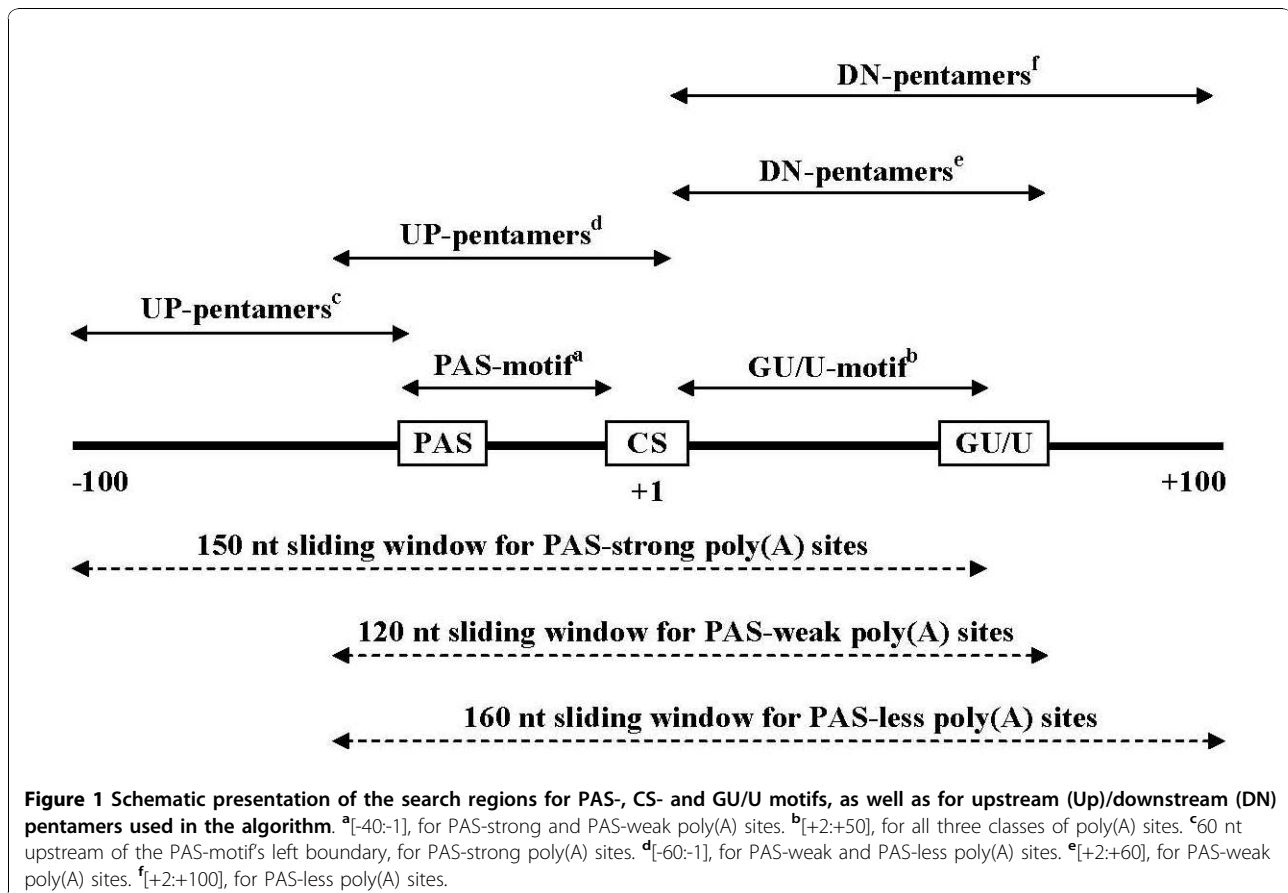 DN-pentamersᶠ
DN-pentamersᵉ
UP-pentamersᵈ
UP-pentamersᶜ
PAS-motifᵃ GU/U-motifᵇ
PAS CS GU/U
-100 +1 +100
150 nt sliding window for PAS-strong poly(A) sites
120 nt sliding window for PAS-weak poly(A) sites
160 nt sliding window for PAS-less poly(A) sites
Figure 1 Schematic presentation of the search regions for PAS-, CS- and GU/U motifs, as well as for upstream (Up)/downstream (DN)
pentamers used in the algorithm. ᵃ[-40:-1], for PAS-strong and PAS-weak poly(A) sites. ᵇ[+2:+50], for all three classes of poly(A) sites. ᶜ60 nt
upstream of the PAS-motif's left boundary, for PAS-strong poly(A) sites. ᵈ[-60:-1], for PAS-weak and PAS-less poly(A) sites. ᵉ[+2:+60], for PAS-weak
poly(A) sites. ᶠ[+2:+100], for PAS-less poly(A) sites.